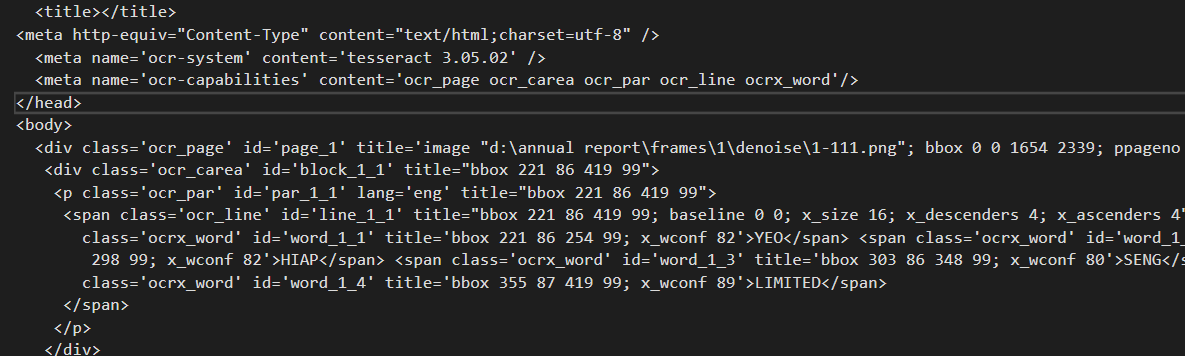 <title></title>
<meta http-equiv="Content-Type" content="text/html;charset=utf-8" />
<meta name='ocr-system' content='tesseract 3.05.02' />
<meta name='ocr-capabilities' content='ocr_page ocr_carea ocr_par ocr_line ocrx_word'/>
</head>
<body>
<div class='ocr_page' id='page_1' title='image "d:\annual report\frames\1\denoise\1-111.png"; bbox 0 0 1654 2339; ppageno
<div class='ocr_carea' id='block_1_1' title="bbox 221 86 419 99">
<p class='ocr_par' id='par_1_1' lang='eng' title="bbox 221 86 419 99">
<span class='ocr_line' id='line_1_1' title="bbox 221 86 419 99; baseline 0 0; x_size 16; x_descenders 4; x_ascenders 4"
class='ocrx_word' id='word_1_1' title='bbox 221 86 254 99; x_wconf 82'>YEO</span> <span class='ocrx_word' id='word_1_
298 99; x_wconf 82'>HIAP</span> <span class='ocrx_word' id='word_1_3' title='bbox 303 86 348 99; x_wconf 80'>SENG</s
class='ocrx_word' id='word_1_4' title='bbox 355 87 419 99; x_wconf 89'>LIMITED</span>
</span>
</p>
</div>